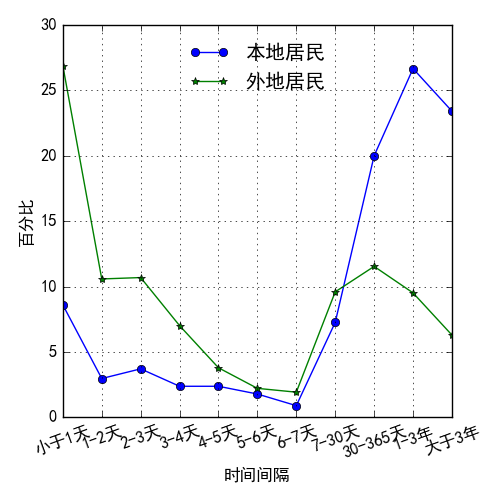 30
25
20
15
10
5
0
百分比
本地居民
外地居民
小于1天
1-2天
2-3天
3-4天
4-5天
5-6天
6-7天
7-30天
30-365天
1-3年
大于3年
时间间隔